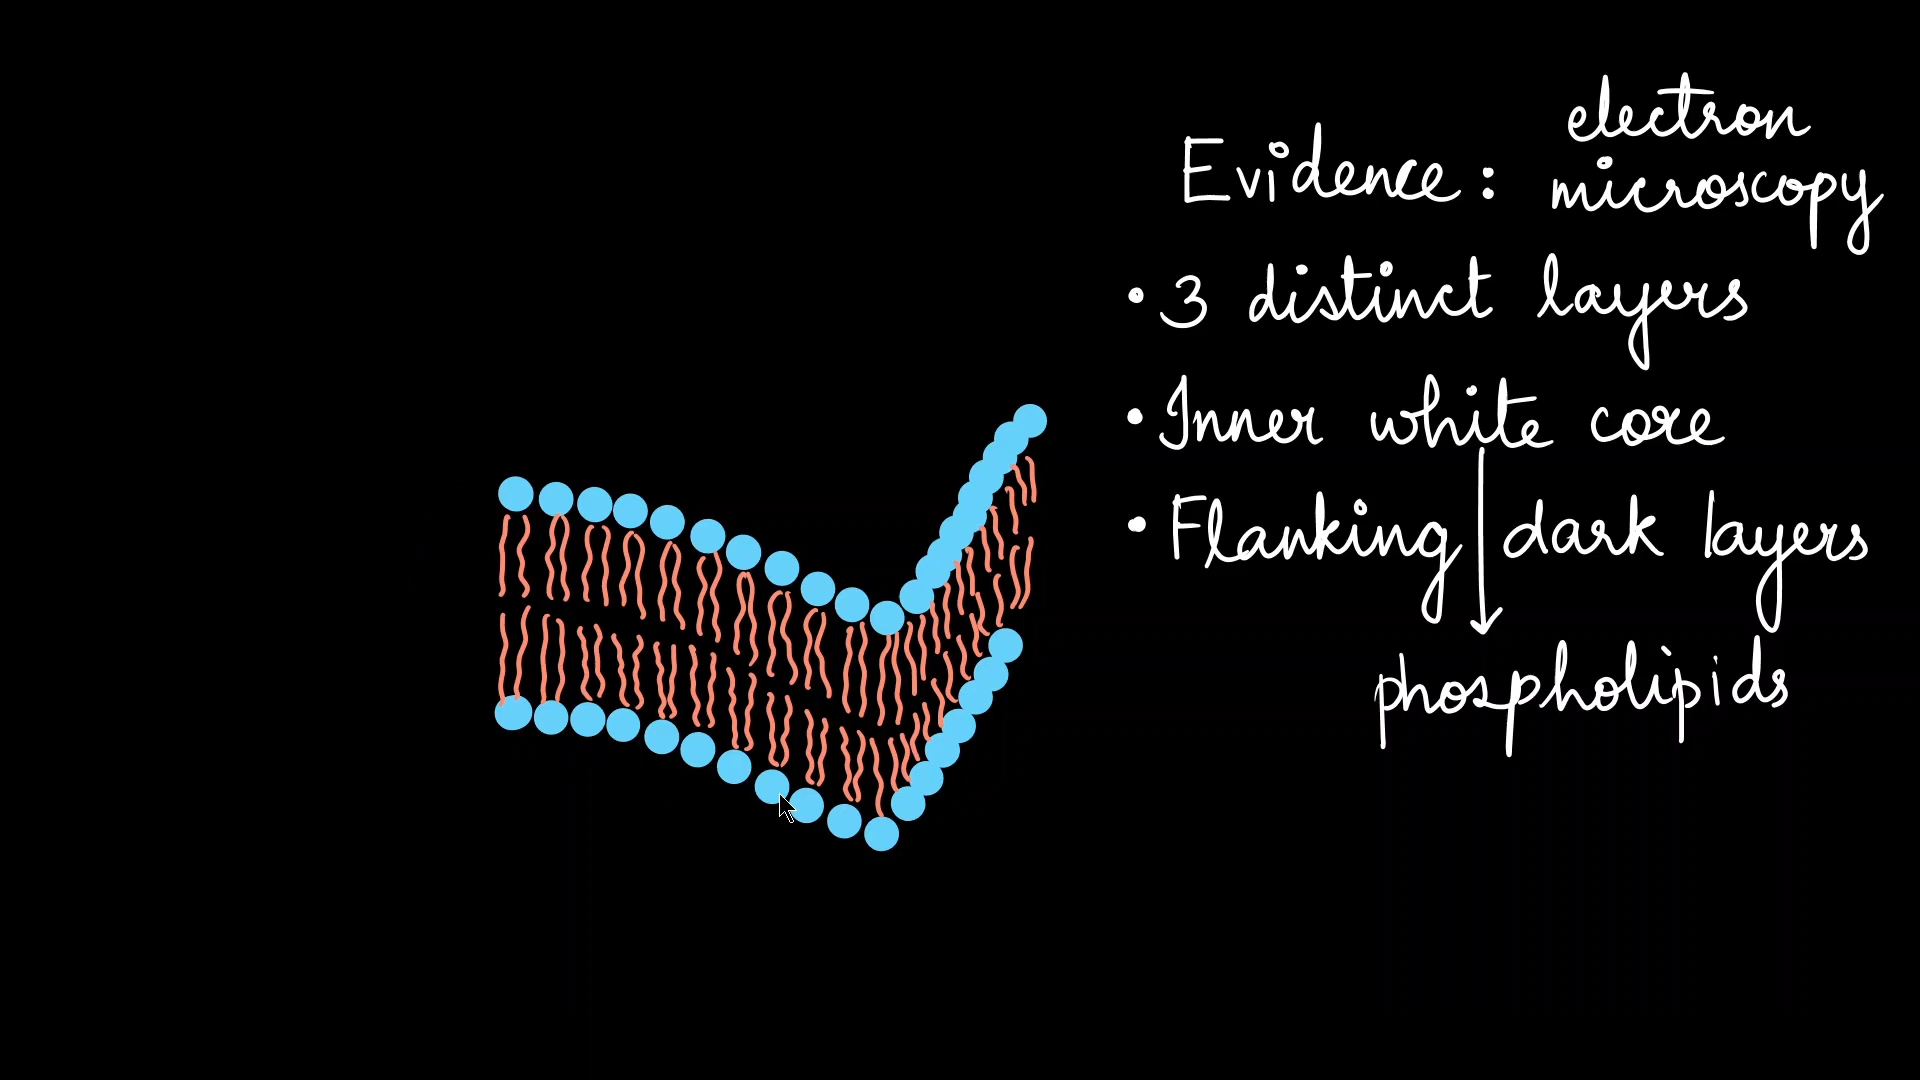 Evidence: electron
microscopy
• 3 distinct layers
• Inner white core
• Flanking dark layers
phospholipids